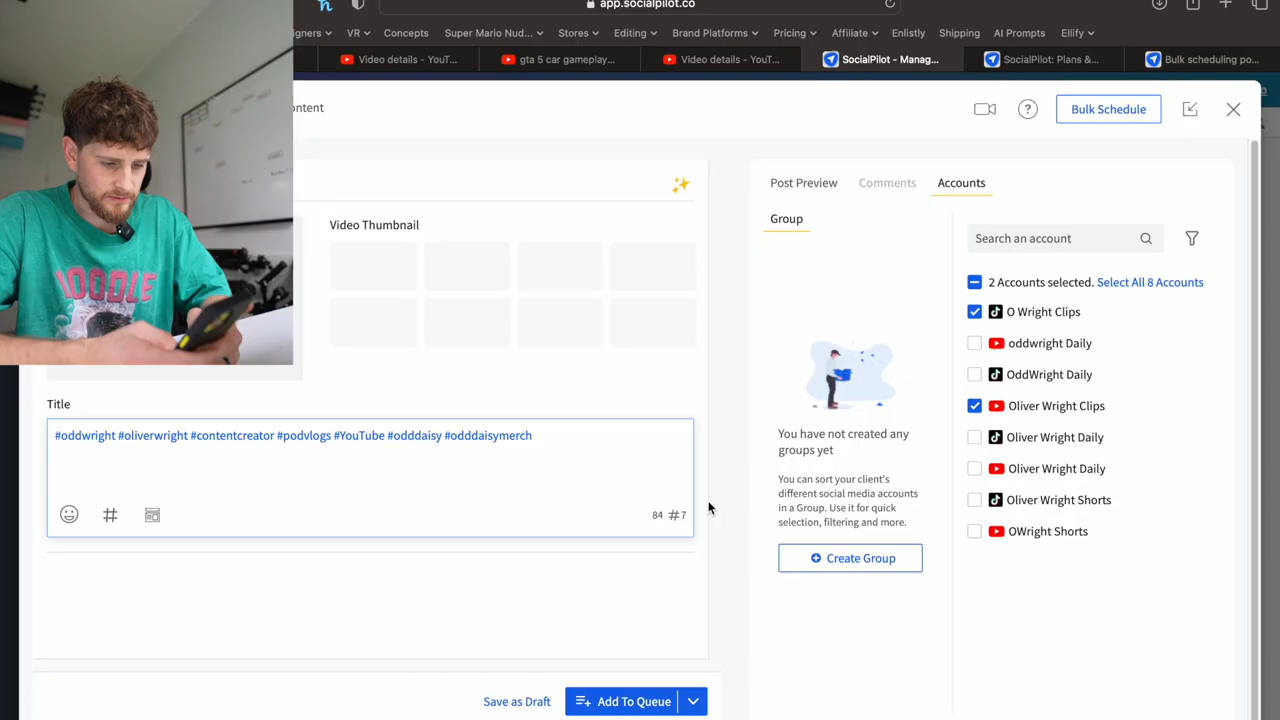 app.socialpilot.co
igners VR Concepts Super Mario Nud... Stores Editing Brand Platforms Pricing Affiliate Enlistly Shipping AI Prompts Ellify
Video details - YouT... gta 5 car gameplay... Video details - YouT... SocialPilot - Manag... SocialPilot: Plans &... Bulk scheduling po...
ontent
Bulk Schedule
Video Thumbnail
Title
#oddwright #oliverwright #contentcreator #podvlogs #YouTube #odddaisy #odddaisymerch
84 #7
Save as Draft
Add To Queue
Post Preview Comments Accounts
Group
You have not created any
groups yet
You can sort your client's
different social media accounts
in a Group. Use it for quick
selection, filtering and more.
Create Group
Search an account
2 Accounts selected. Select All 8 Accounts
O Wright Clips
oddwright Daily
OddWright Daily
Oliver Wright Clips
Oliver Wright Daily
Oliver Wright Daily
Oliver Wright Shorts
OWright Shorts